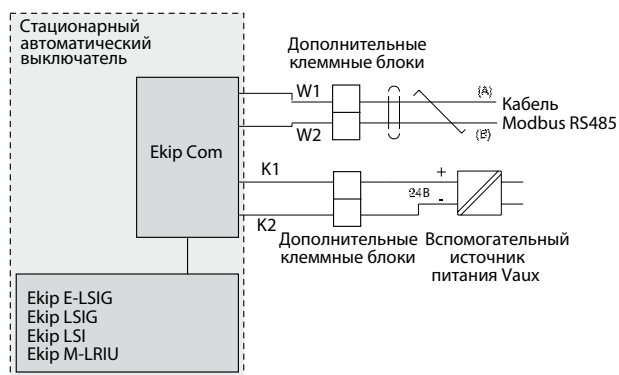 Стационарный
автоматический
выключатель
Дополнительные
клеммные блоки
W1
(A)
Кабель
Modbus RS485
W2
(B)
Ekip Com
K1
+
24В
-
K2
Дополнительные
клеммные блоки
Вспомогательный
источник
питания Vaux
Ekip E-LSIG
Ekip LSIG
Ekip LSI
Ekip M-LRIU